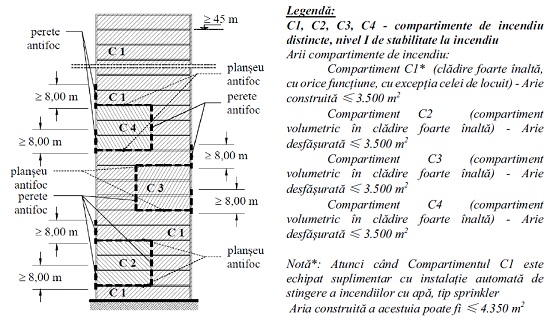 perete
antifoc
≥ 45 m
C 1
planșeu
antifoc
≥ 8,00 m
C 1
perete
antifoc
C 4
≥ 8,00 m
≥ 8,00 m
planșeu
antifoc
C 3
perete
antifoc
≥ 8,00 m
≥ 8,00 m
C 1
planșeu
antifoc
C 2
≥ 8,00 m
C 1
Legendă:
C1, C2, C3, C4 - compartimente de incendiu
distincte, nivel I de stabilitate la incendiu
Arii compartimente de incendiu:
Compartiment C1* (clădire foarte înaltă,
cu orice funcțiune, cu excepția celei de locuit) - Arie
construită ≤ 3.500 m²
Compartiment C2 (compartiment
volumetric în clădire foarte înaltă) - Arie
desfășurată ≤ 3.500 m²
Compartiment C3 (compartiment
volumetric în clădire foarte înaltă) - Arie
desfășurată ≤ 3.500 m²
Compartiment C4 (compartiment
volumetric în clădire foarte înaltă) - Arie
desfășurată ≤ 3.500 m²
Notă*: Atunci când Compartimentul C1 este
echipat suplimentar cu instalație automată de
stingere a incendiilor cu apă, tip sprinkler
Aria construită a acestuia poate fi ≤ 4.350 m²